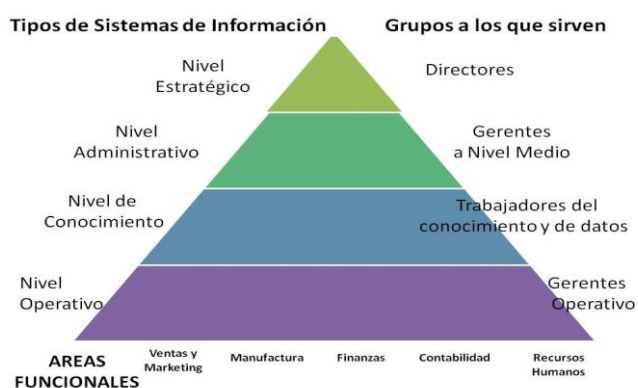 Tipos de Sistemas de Información
Grupos a los que sirven
Nivel
Estratégico
Directores
Nivel
Administrativo
Gerentes
a Nivel Medio
Nivel de
Conocimiento
Trabajadores del
conocimiento y de datos
Nivel
Operativo
Gerentes
Operativo
AREAS
FUNCIONALES
Ventas y
Marketing
Manufactura
Finanzas
Contabilidad
Recursos
Humanos